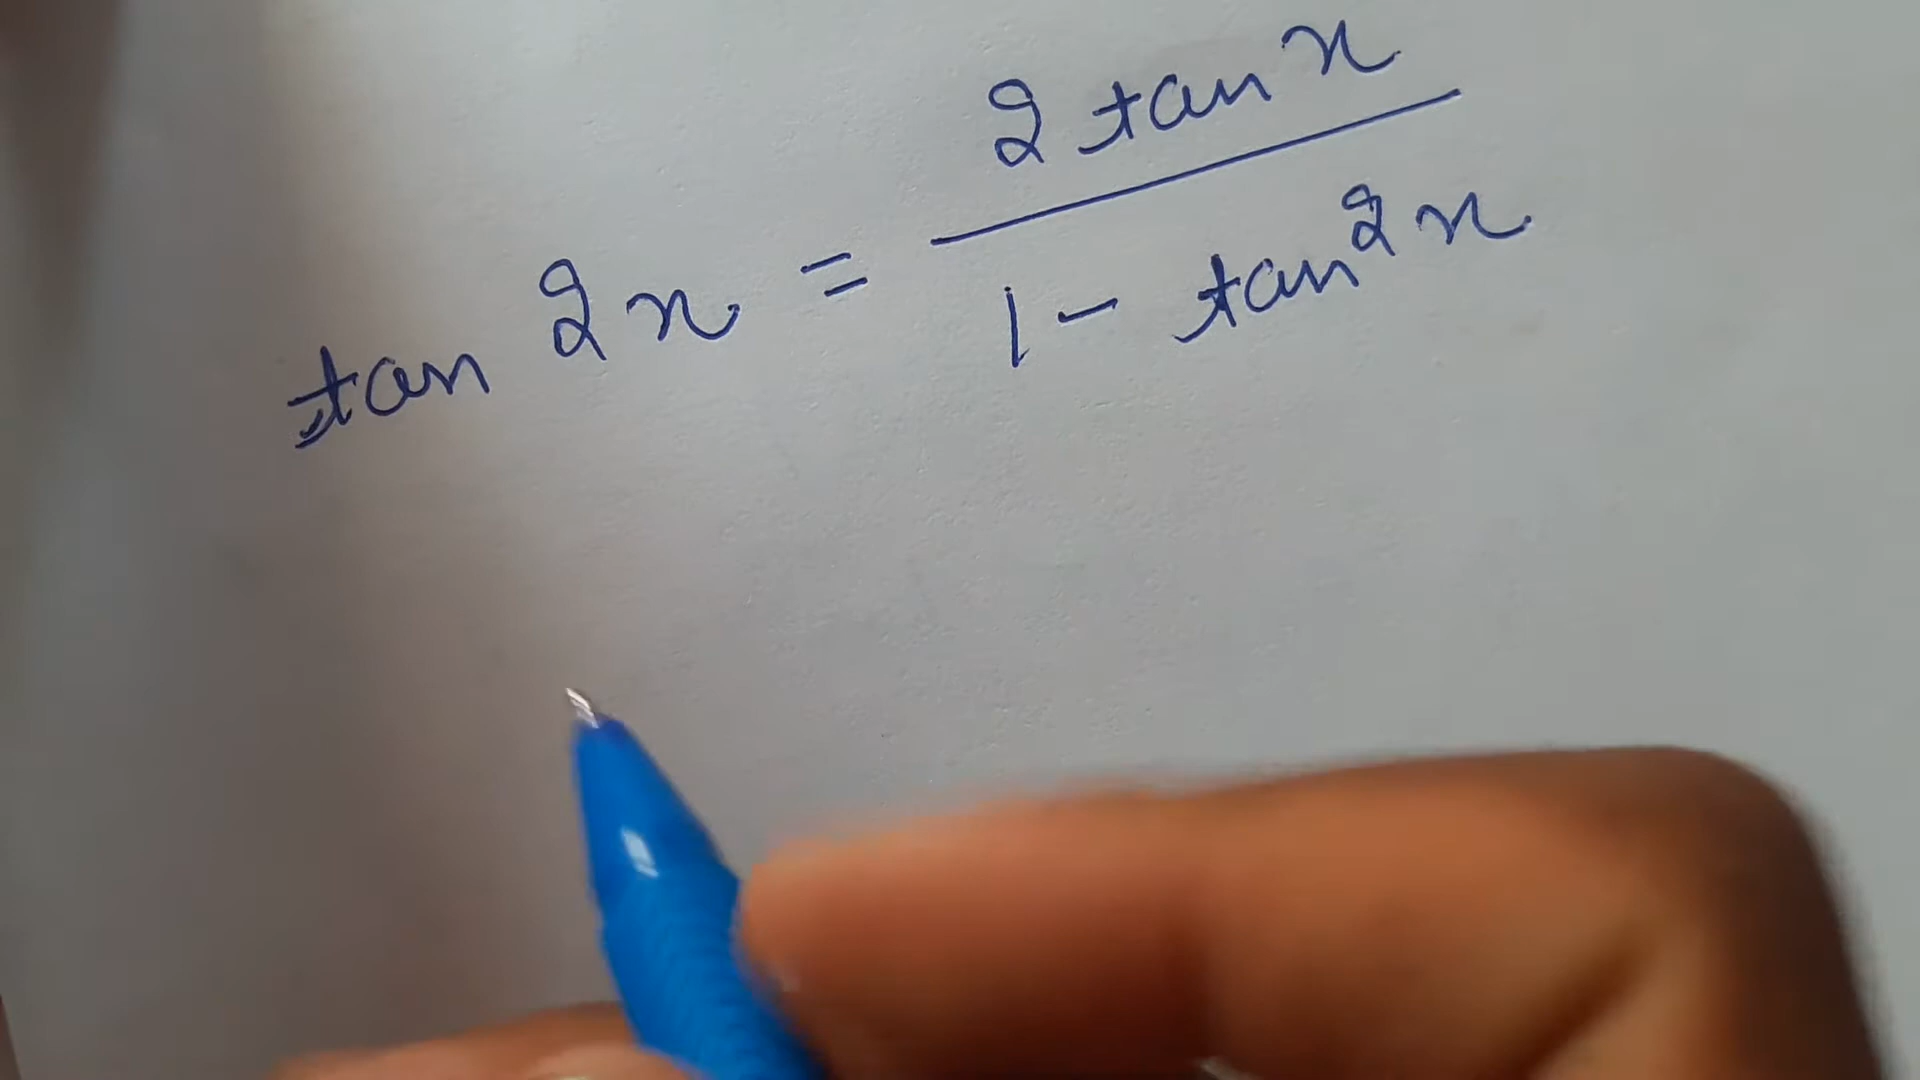 tan 2x = 2 tan x / 1 - tan²x